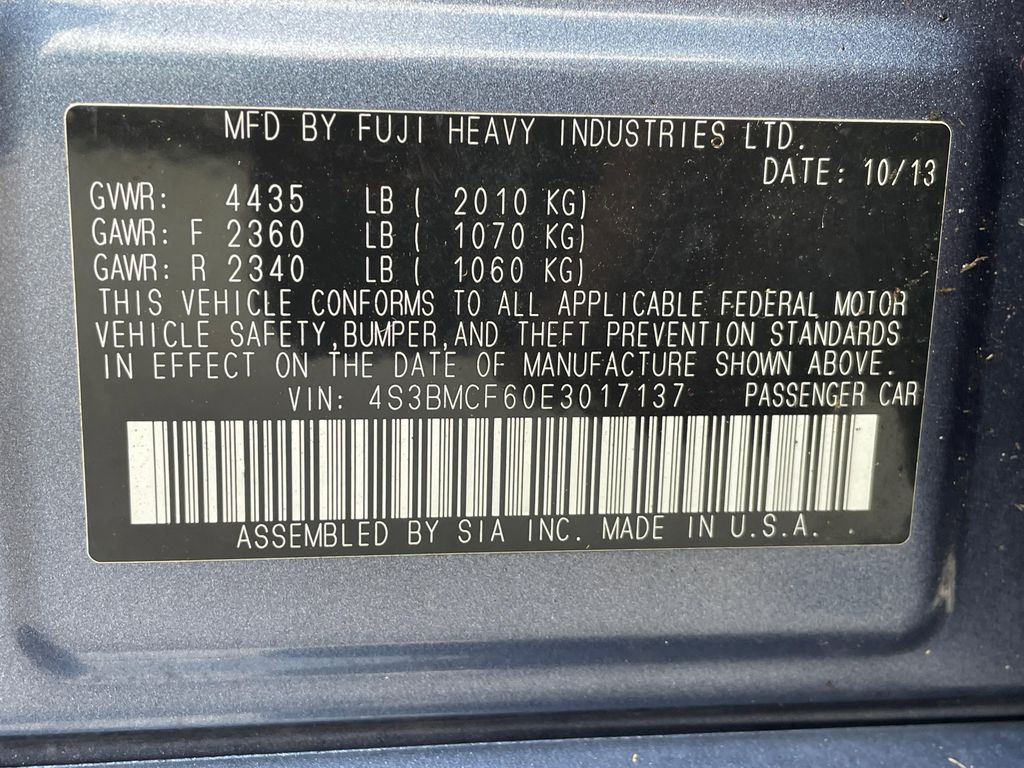 MFD BY FUJI HEAVY INDUSTRIES LTD.
DATE: 10/13
GVWR: 4435 LB ( 2010 KG)
GAWR: F 2360 LB ( 1070 KG)
GAWR: R 2340 LB ( 1060 KG)
THIS VEHICLE CONFORMS TO ALL APPLICABLE FEDERAL MOTOR
VEHICLE SAFETY,BUMPER,AND THEFT PREVENTION STANDARDS
IN EFFECT ON THE DATE OF MANUFACTURE SHOWN ABOVE.
VIN: 4S3BMCF60E3017137 PASSENGER CAR
ASSEMBLED BY SIA INC. MADE IN U.S.A.